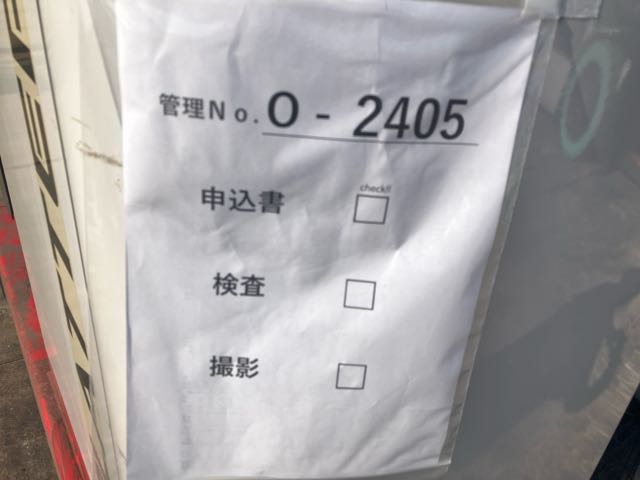 管理No. O - 2405
check!!
申込書 □
検査 □
撮影 □